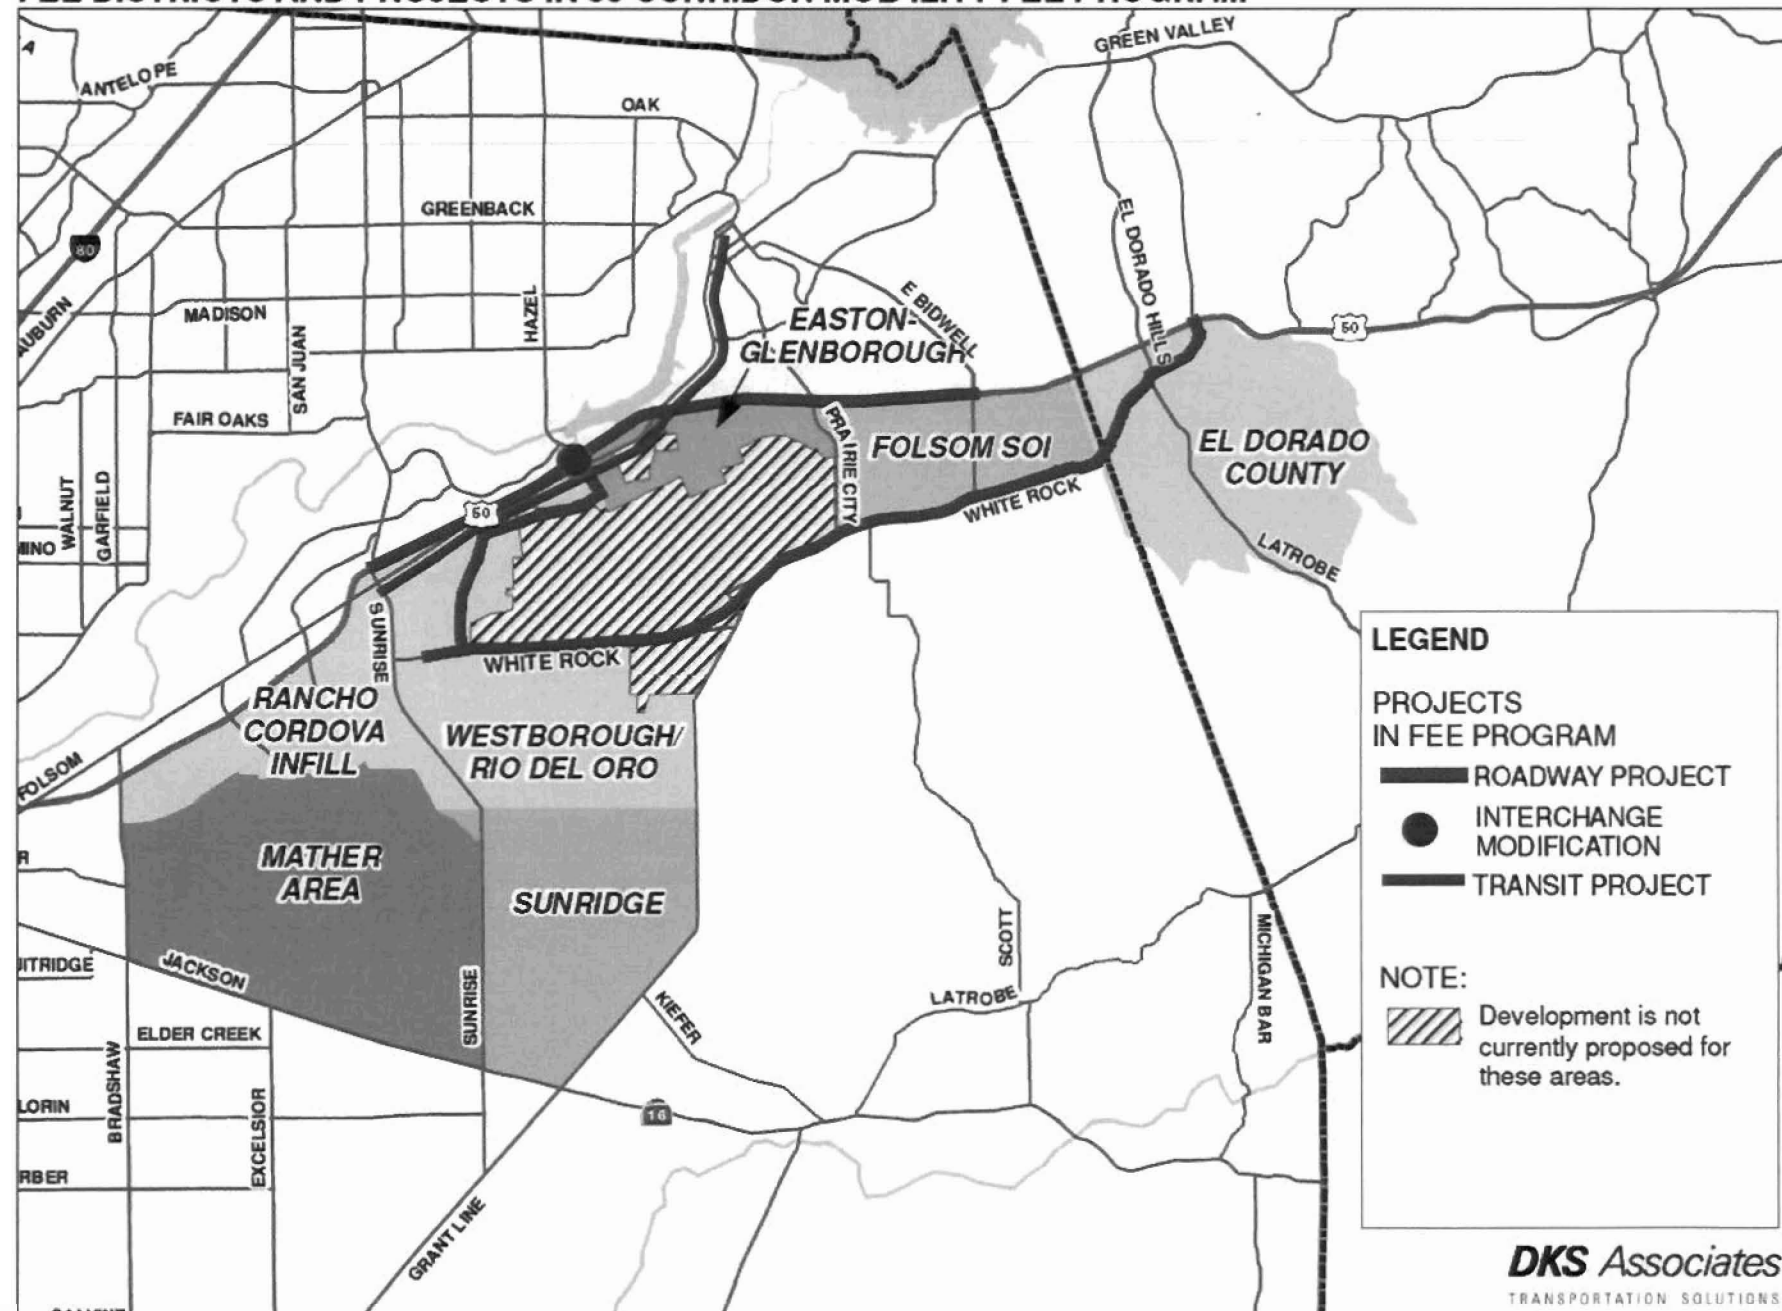 GREEN VALLEY
ANTELOPE
OAK
GREENBACK
80
EL DORADO HILLS
E BIDWELL
HAZEL
MADISON
AUBURN
SAN JUAN
EASTON-
GLENBOROUGH
50
FAIR OAKS
PRAIRIE CITY
FOLSOM SOI
EL DORADO
COUNTY
WALNUT
GARFIELD
WHITE ROCK
50
LATROBE
SUNRISE
WHITE ROCK
RANCHO
CORDOVA
INFILL
WESTBOROUGH/
RIO DEL ORO
FOLSOM
MATHER
AREA
SUNRIDGE
SCOTT
MICHIGAN BAR
JACKSON
SUNRISE
KIEFER
LATROBE
ELDER CREEK
BRADSHAW
EXCELSIOR
16
GRANT LINE
LEGEND
PROJECTS
IN FEE PROGRAM
ROADWAY PROJECT
INTERCHANGE
MODIFICATION
TRANSIT PROJECT
NOTE:
Development is not
currently proposed for
these areas.
DKS Associates
TRANSPORTATION SOLUTIONS